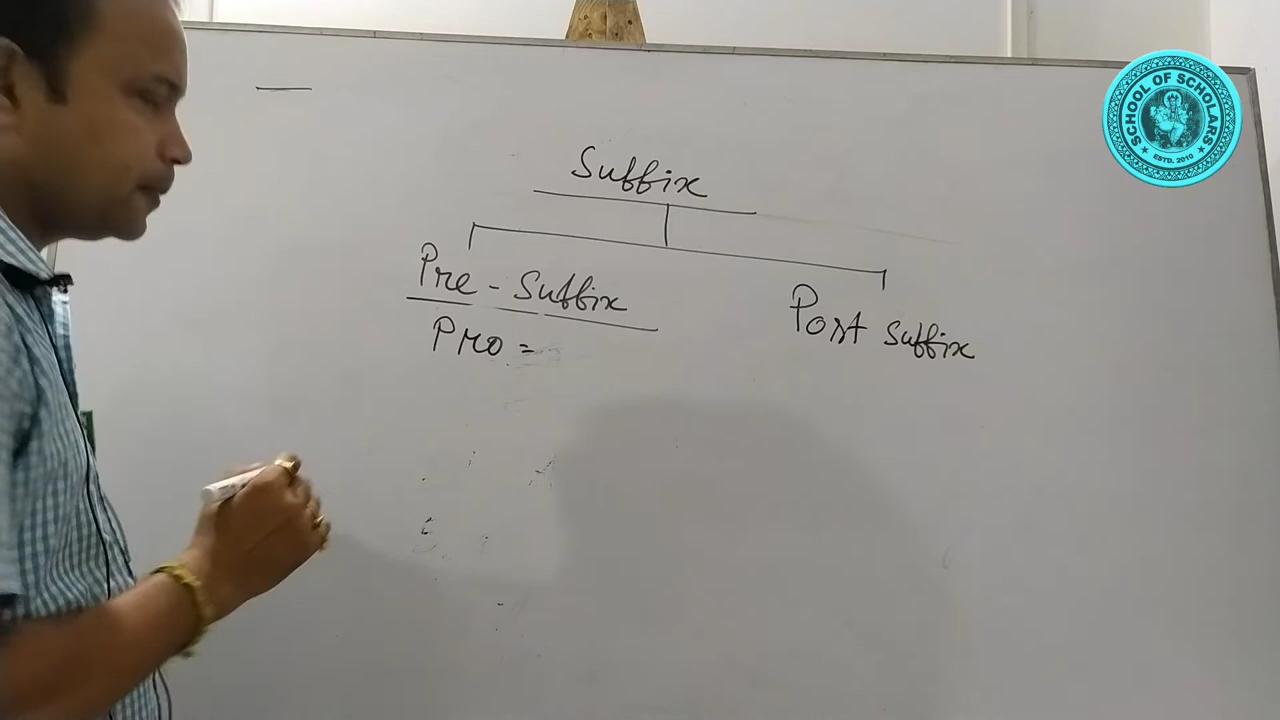 SCHOOL OF SCHOLARS
ESTD. 2010
Suffix
Pre - Suffix
Post Suffix
Pro =